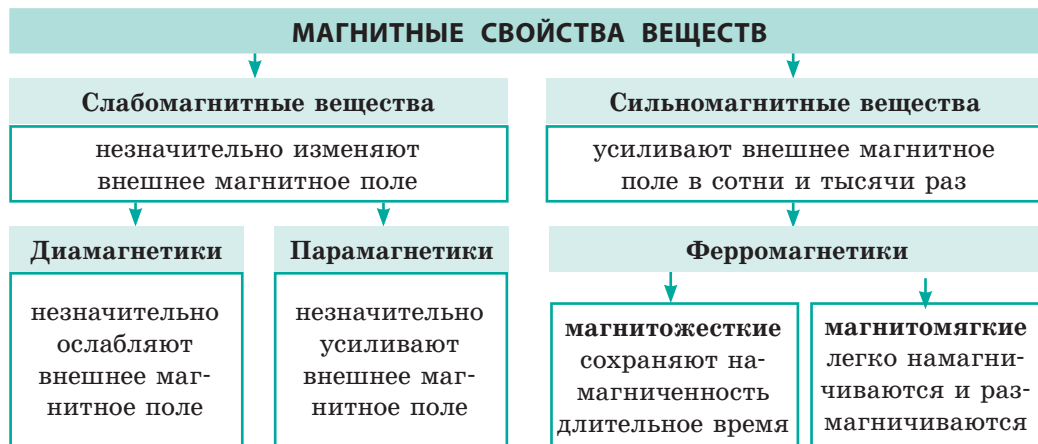 МАГНИТНЫЕ СВОЙСТВА ВЕЩЕСТВ
Слабомагнитные вещества
незначительно изменяют
внешнее магнитное поле
Сильномагнитные вещества
усиливают внешнее магнитное
поле в сотни и тысячи раз
Диамагнетики
незначительно
ослабляют
внешнее маг-
нитное поле
Парамагнетики
незначительно
усиливают
внешнее маг-
нитное поле
Ферромагнетики
магнитожесткие
сохраняют на-
магниченность
длительное время
магнитомягкие
легко намагни-
чиваются и раз-
магничиваются